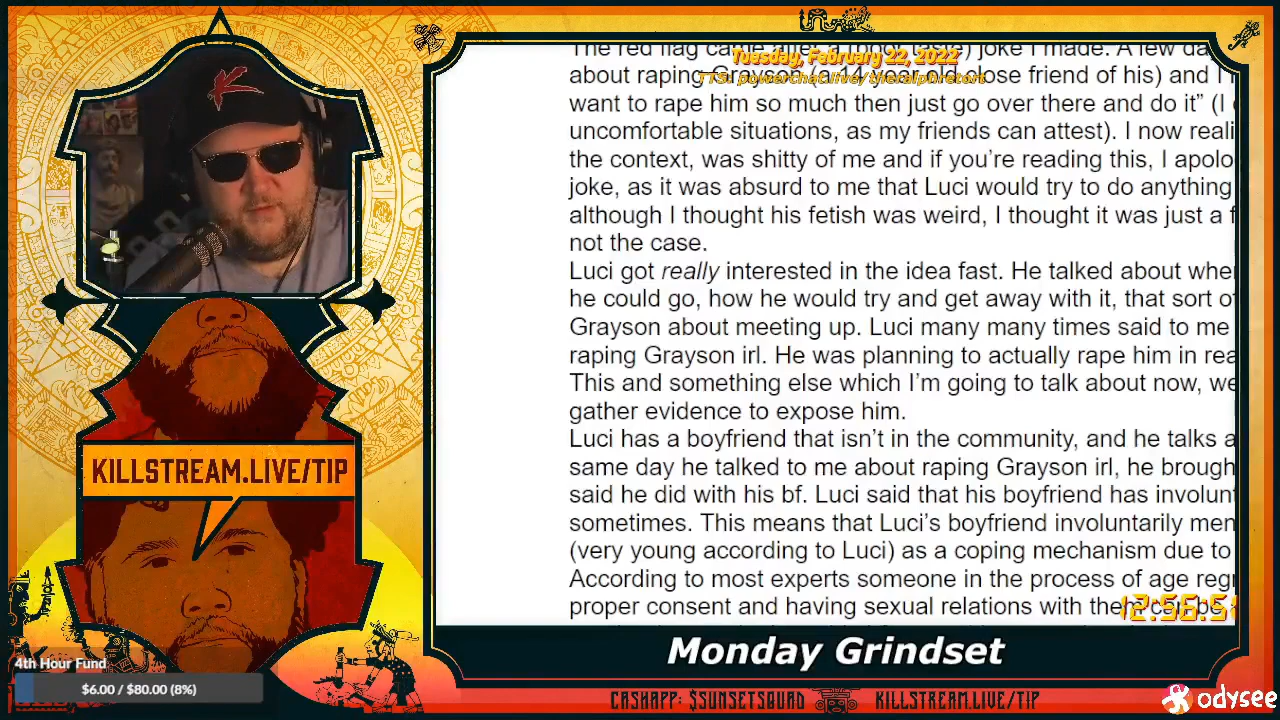 The red flag came after a
joke I made. A few da
Tuesday, February 22, 2022
TTS: powerchat.live/theralphretort
about raping
lose friend of his) and I
want to rape him so much then just go over there and do it” (I
uncomfortable situations, as my friends can attest). I now reali
the context, was shitty of me and if you’re reading this, I apolo
joke, as it was absurd to me that Luci would try to do anything
although I thought his fetish was weird, I thought it was just a f
not the case.
Luci got really interested in the idea fast. He talked about whe
he could go, how he would try and get away with it, that sort of
Grayson about meeting up. Luci many many times said to me
raping Grayson irl. He was planning to actually rape him in rea
This and something else which I’m going to talk about now, we
gather evidence to expose him.
Luci has a boyfriend that isn’t in the community, and he talks a
same day he talked to me about raping Grayson irl, he brough
said he did with his bf. Luci said that his boyfriend has involunt
sometimes. This means that Luci’s boyfriend involuntarily men
(very young according to Luci) as a coping mechanism due to
According to most experts someone in the process of age regr
proper consent and having sexual relations with them can be
12:56:51
KILLSTREAM.LIVE/TIP
Monday Grindset
4th Hour Fund
$6.00 / $80.00 (8%)
CASHAPP: $SUNSETSQUAD
KILLSTREAM.LIVE/TIP
odysee